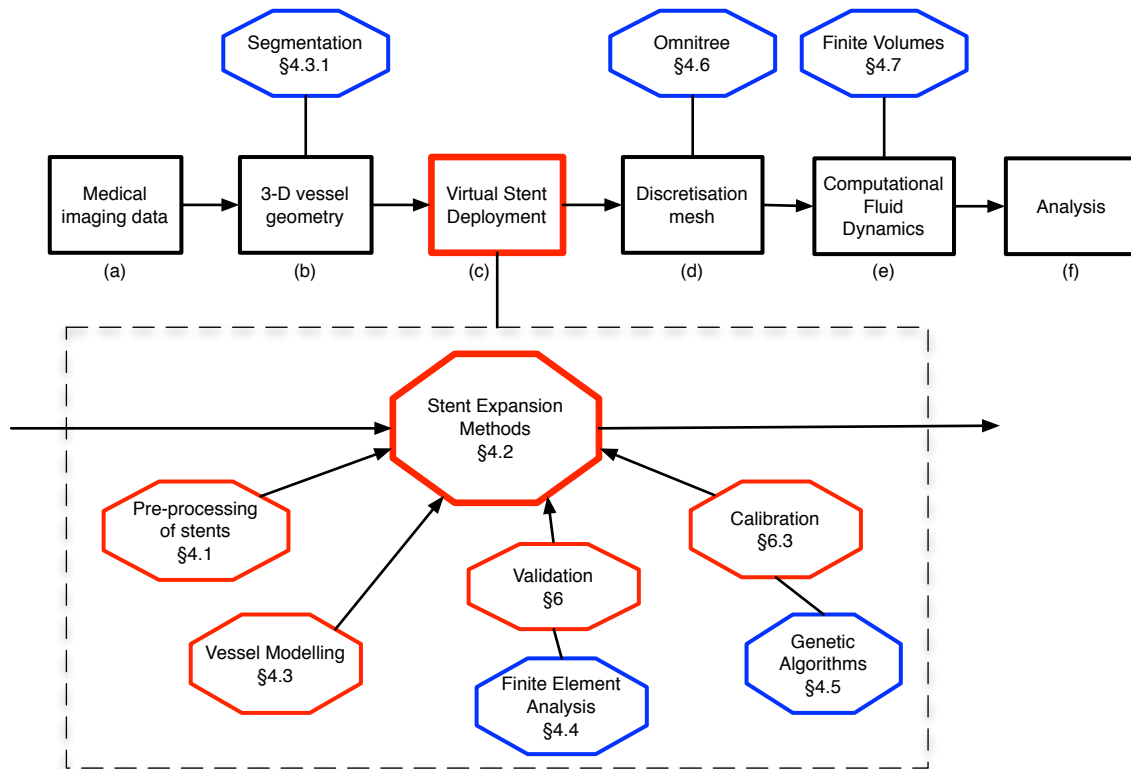 Segmentation
§4.3.1
Omnitree
§4.6
Finite Volumes
§4.7
Medical
imaging data
3-D vessel
geometry
Virtual Stent
Deployment
Discretisation
mesh
Computational
Fluid
Dynamics
Analysis
(a)
(b)
(c)
(d)
(e)
(f)
Stent Expansion
Methods
§4.2
Pre-processing
of stents
§4.1
Calibration
§6.3
Validation
§6
Vessel Modelling
§4.3
Genetic
Algorithms
§4.5
Finite Element
Analysis
§4.4